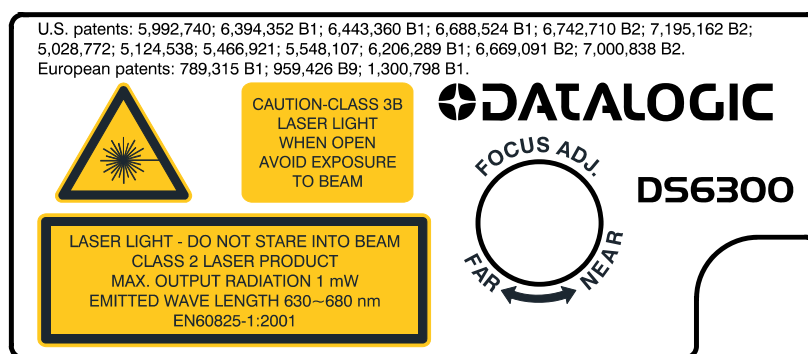 U.S. patents: 5,992,740; 6,394,352 B1; 6,443,360 B1; 6,688,524 B1; 6,742,710 B2; 7,195,162 B2;
5,028,772; 5,124,538; 5,466,921; 5,548,107; 6,206,289 B1; 6,669,091 B2; 7,000,838 B2.
European patents: 789,315 B1; 959,426 B9; 1,300,798 B1.
CAUTION-CLASS 3B
LASER LIGHT
WHEN OPEN
AVOID EXPOSURE
TO BEAM
DATALOGIC
FOCUS ADJ.
FAR
NEAR
DS6300
LASER LIGHT - DO NOT STARE INTO BEAM
CLASS 2 LASER PRODUCT
MAX. OUTPUT RADIATION 1 mW
EMITTED WAVE LENGTH 630~680 nm
EN60825-1:2001